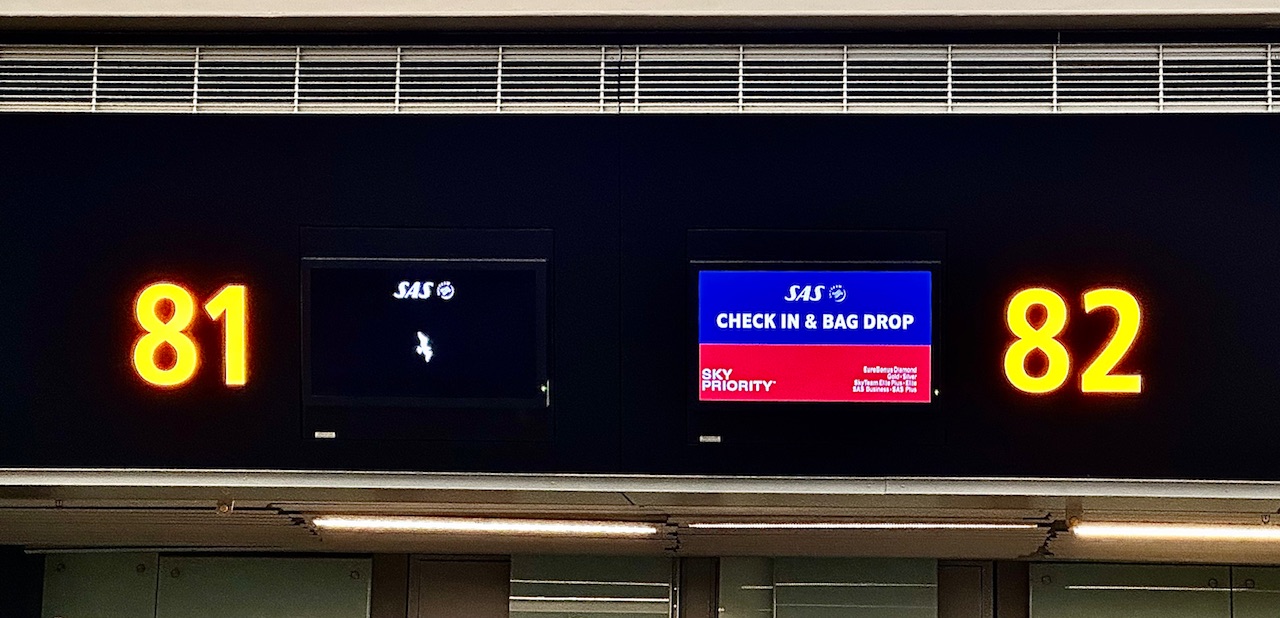 81
SAS
SAS
CHECK IN & BAG DROP
SKY
PRIORITY™
EuroBonus Diamond
Gold · Silver
SkyTeam Elite Plus · Elite
SAS Business · SAS Plus
82